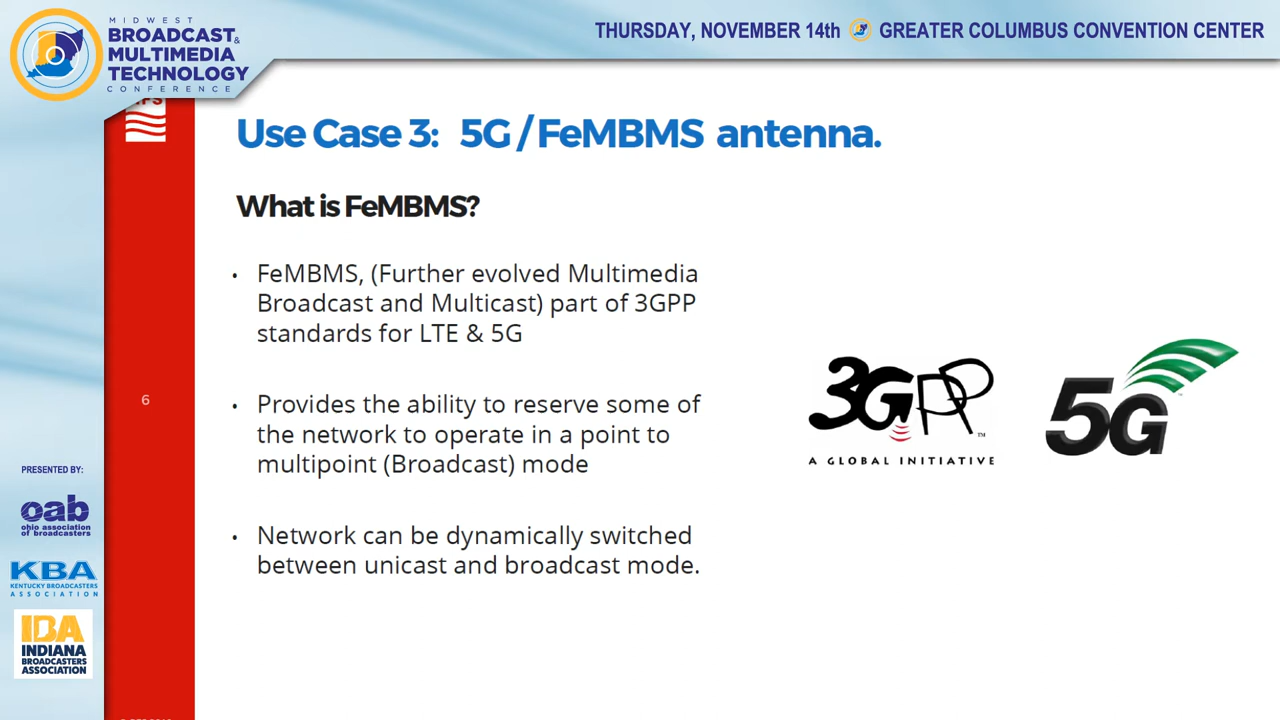 MIDWEST
BROADCAST &
MULTIMEDIA
TECHNOLOGY
CONFERENCE
THURSDAY, NOVEMBER 14th GREATER COLUMBUS CONVENTION CENTER
Use Case 3: 5G / FeMBMS antenna.
What is FeMBMS?
• FeMBMS, (Further evolved Multimedia
Broadcast and Multicast) part of 3GPP
standards for LTE & 5G
• Provides the ability to reserve some of
the network to operate in a point to
multipoint (Broadcast) mode
• Network can be dynamically switched
between unicast and broadcast mode.
3GPP ™
A GLOBAL INITIATIVE
5G ™
6
PRESENTED BY:
oab
ohio association
of broadcasters
KBA
KENTUCKY BROADCASTERS
ASSOCIATION
IBA
INDIANA
BROADCASTERS
ASSOCIATION